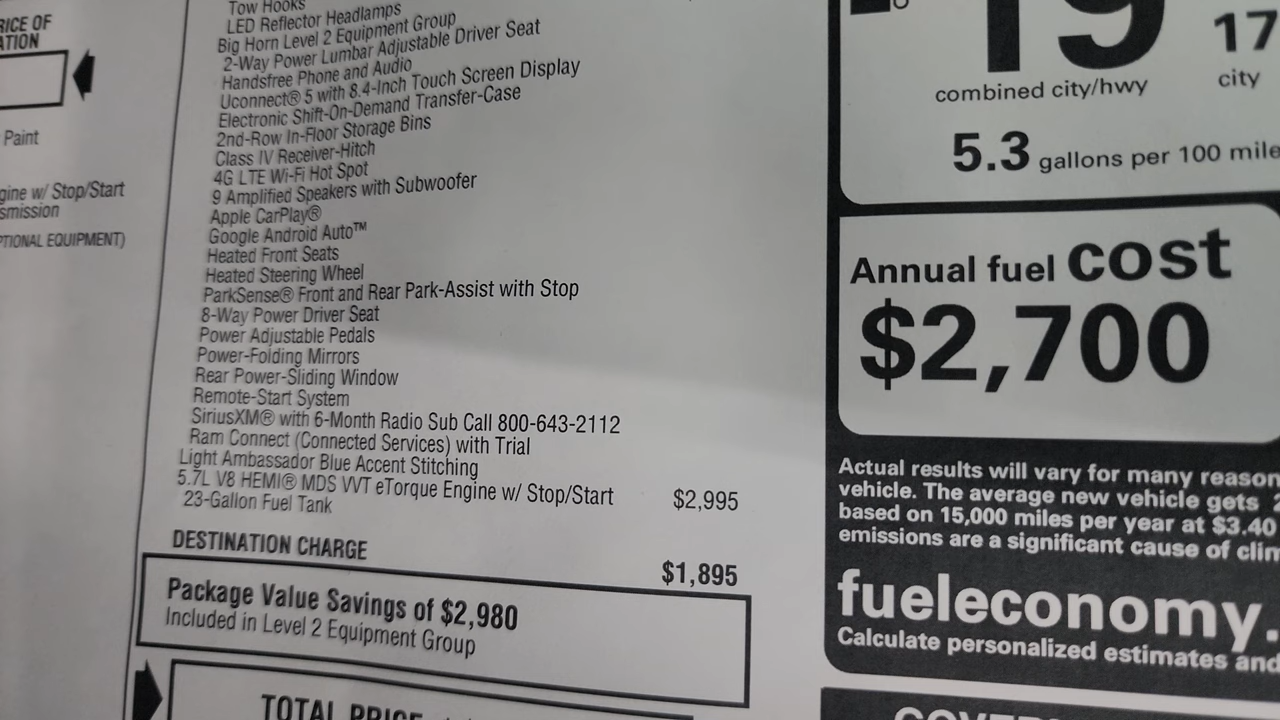 RICE OF
ATION
Paint
gine w/ Stop/Start
smission
PTIONAL EQUIPMENT)
Tow Hooks
LED Reflector Headlamps
Big Horn Level 2 Equipment Group
2-Way Power Lumbar Adjustable Driver Seat
Handsfree Phone and Audio
Uconnect® 5 with 8.4-Inch Touch Screen Display
Electronic Shift-On-Demand Transfer-Case
2nd-Row In-Floor Storage Bins
Class IV Receiver-Hitch
4G LTE Wi-Fi Hot Spot
9 Amplified Speakers with Subwoofer
Apple CarPlay®
Google Android Auto™
Heated Front Seats
Heated Steering Wheel
ParkSense® Front and Rear Park-Assist with Stop
8-Way Power Driver Seat
Power Adjustable Pedals
Power-Folding Mirrors
Rear Power-Sliding Window
Remote-Start System
SiriusXM® with 6-Month Radio Sub Call 800-643-2112
Ram Connect (Connected Services) with Trial
Light Ambassador Blue Accent Stitching
5.7L V8 HEMI® MDS VVT eTorque Engine w/ Stop/Start $2,995
23-Gallon Fuel Tank
DESTINATION CHARGE $1,895
Package Value Savings of $2,980
Included in Level 2 Equipment Group
TOTAL PRICE
19 17
combined city/hwy city
5.3 gallons per 100 mile
Annual fuel cost
$2,700
Actual results will vary for many reason
vehicle. The average new vehicle gets 2
based on 15,000 miles per year at $3.40
emissions are a significant cause of clim
fueleconomy.
Calculate personalized estimates and